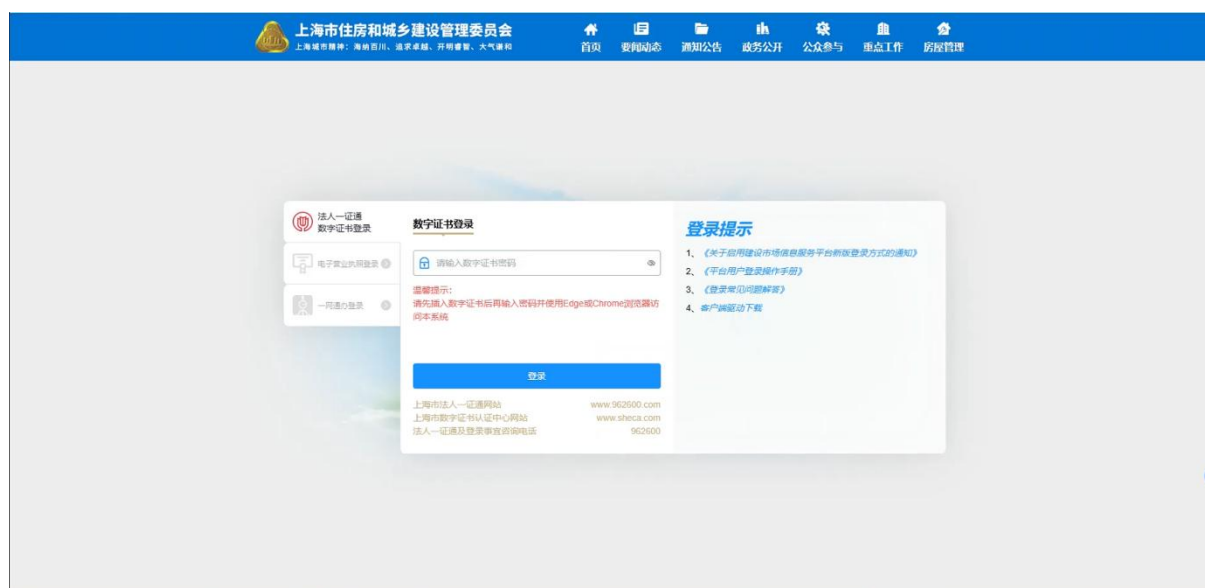 上海市住房和城乡建设管理委员会
上海城市精神：海纳百川、追求卓越、开明睿智、大气谦和
首页 要闻动态 通知公告 政务公开 公众参与 重点工作 房屋管理
法人一证通
数字证书登录
电子营业执照登录
一网通办登录
数字证书登录
请输入数字证书密码
温馨提示：
请先插入数字证书后再输入密码并使用Edge或Chrome浏览器访
问本系统
登录
上海市法人一证通网站 www.962600.com
上海市数字证书认证中心网站 www.sheca.com
法人一证通及登录事宜咨询电话 962600
登录提示
1、《关于启用建设市场信息服务平台新版登录方式的通知》
2、《平台用户登录操作手册》
3、《登录常见问题解答》
4、客户端驱动下载